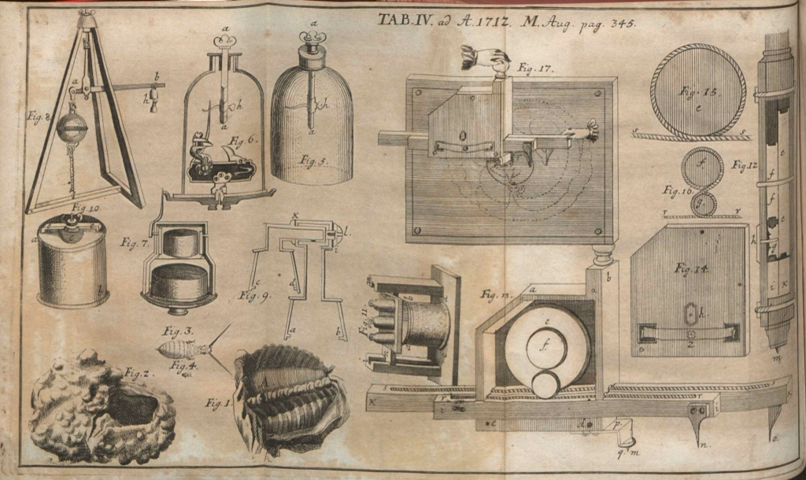 TAB.IV. ad A.1712. M. Aug. pag. 345.
Fig. 8.
a
b
h
a
Fig. 6.
h
a
a
Fig. 5.
h
a
Fig. 17.
Fig. 15.
e
f
Fig. 12
Fig. 16.
g
Fig. 10.
a
b
Fig. 7.
K
l
i
c
d
Fig. 9.
a
b
Fig. 14.
h
Fig. 13.
a
b
e
f
Fig. 3.
Fig. 4.
Fig. 2.
Fig. 1
K
c
d
q
m
n